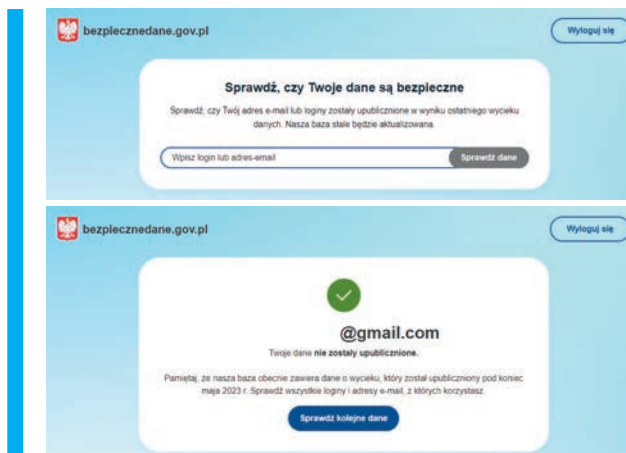 bezpiecznedane.gov.pl
Wyloguj się
Sprawdź, czy Twoje dane są bezpieczne
Sprawdź, czy Twój adres e-mail lub loginy zostały upublicznione w wyniku ostatniego wycieku
danych. Nasza baza stale będzie aktualizowana.
Wpisz login lub adres-email
Sprawdź dane
bezpiecznedane.gov.pl
Wyloguj się
@gmail.com
Twoje dane nie zostały upublicznione.
Pamiętaj, że nasza baza obecnie zawiera dane o wycieku, który został upubliczniony pod koniec
maja 2023 r. Sprawdź wszystkie loginy i adresy e-mail, z których korzystasz.
Sprawdź kolejne dane